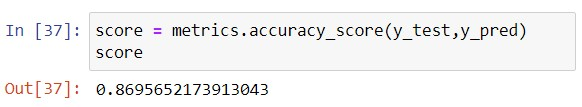 In [37]: score = metrics.accuracy_score(y_test,y_pred)
score
Out[37]: 0.8695652173913043